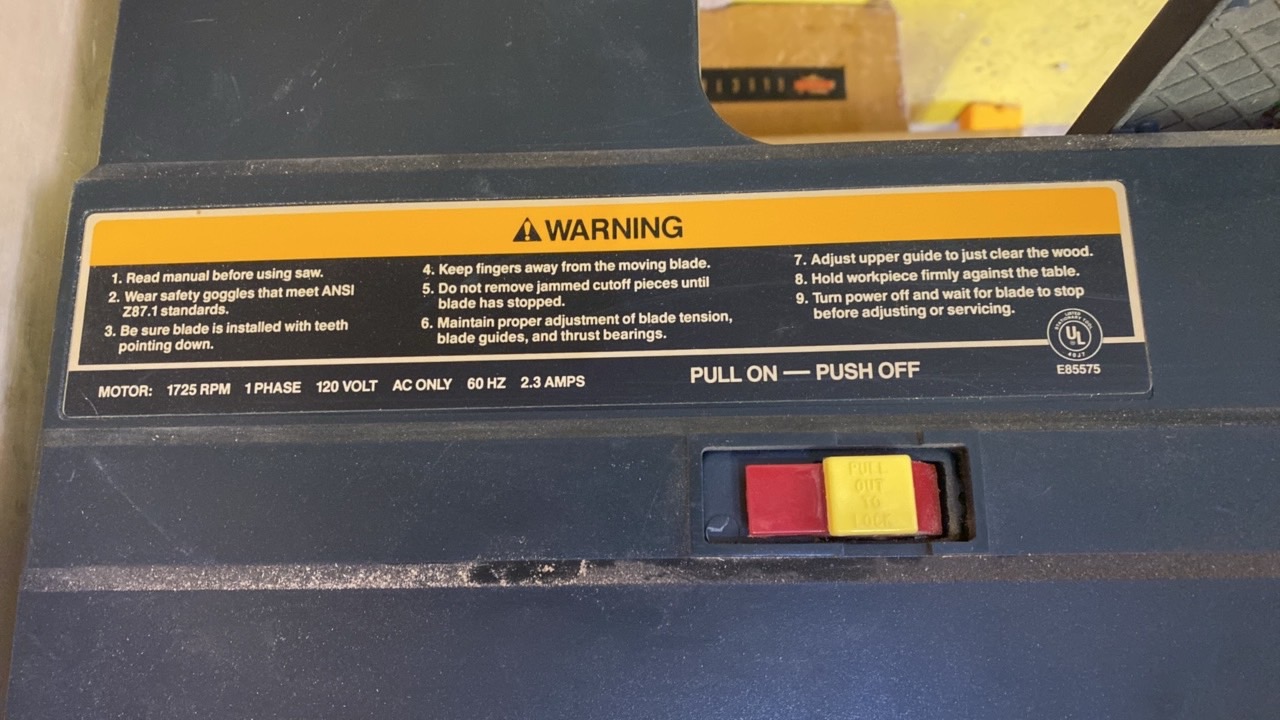 WARNING
1. Read manual before using saw.
2. Wear safety goggles that meet ANSI
Z87.1 standards.
3. Be sure blade is installed with teeth
pointing down.
4. Keep fingers away from the moving blade.
5. Do not remove jammed cutoff pieces until
blade has stopped.
6. Maintain proper adjustment of blade tension,
blade guides, and thrust bearings.
7. Adjust upper guide to just clear the wood.
8. Hold workpiece firmly against the table.
9. Turn power off and wait for blade to stop
before adjusting or servicing.
MOTOR: 1725 RPM 1 PHASE 120 VOLT AC ONLY 60 HZ 2.3 AMPS
PULL ON — PUSH OFF
LISTED
UL
E85575
PULL
OUT
TO
LOCK